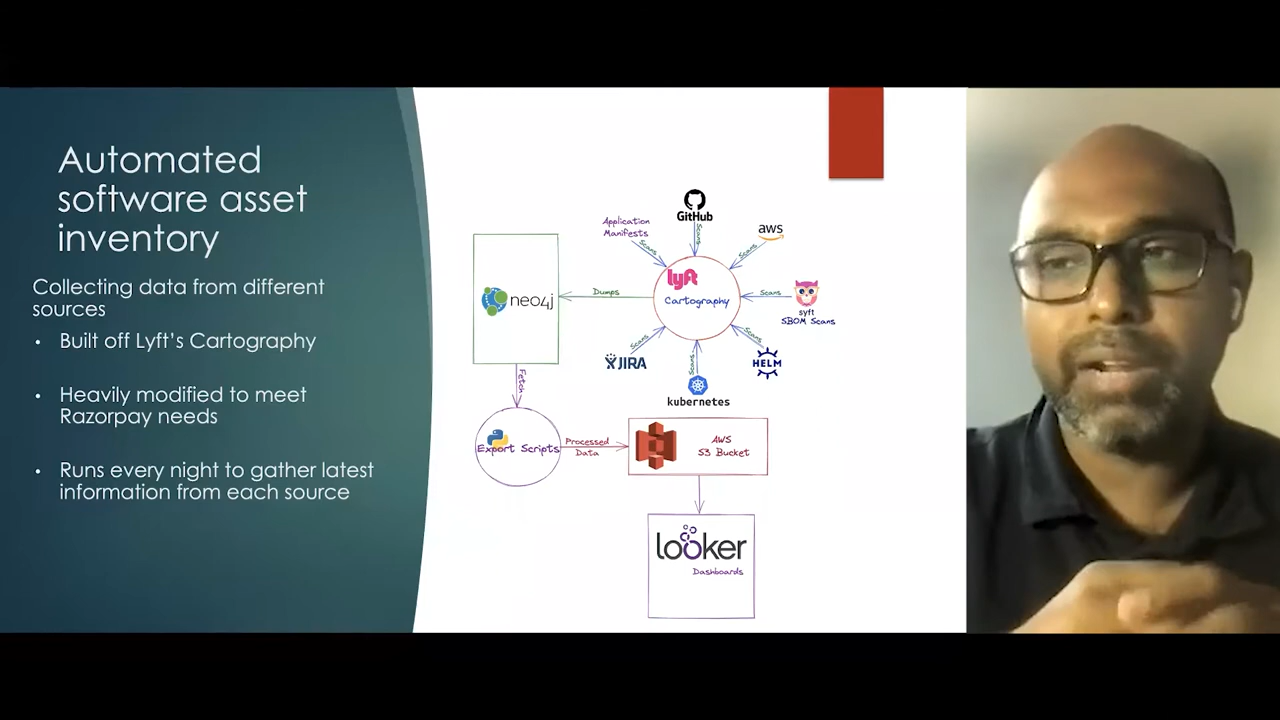 Automated
software asset
inventory
Collecting data from different
sources
• Built off Lyft's Cartography
• Heavily modified to meet
Razorpay needs
• Runs every night to gather latest
information from each source
GitHub
Application
Manifests
Scans
Scans
aws
Scans
lyft
Cartography
Scans
syft
SBOM Scans
Dumps
neo4j
Scans
JIRA
Scans
kubernetes
Scans
HELM
Fetch
Export Scripts
Processed
Data
AWS
S3 Bucket
looker
Dashboards